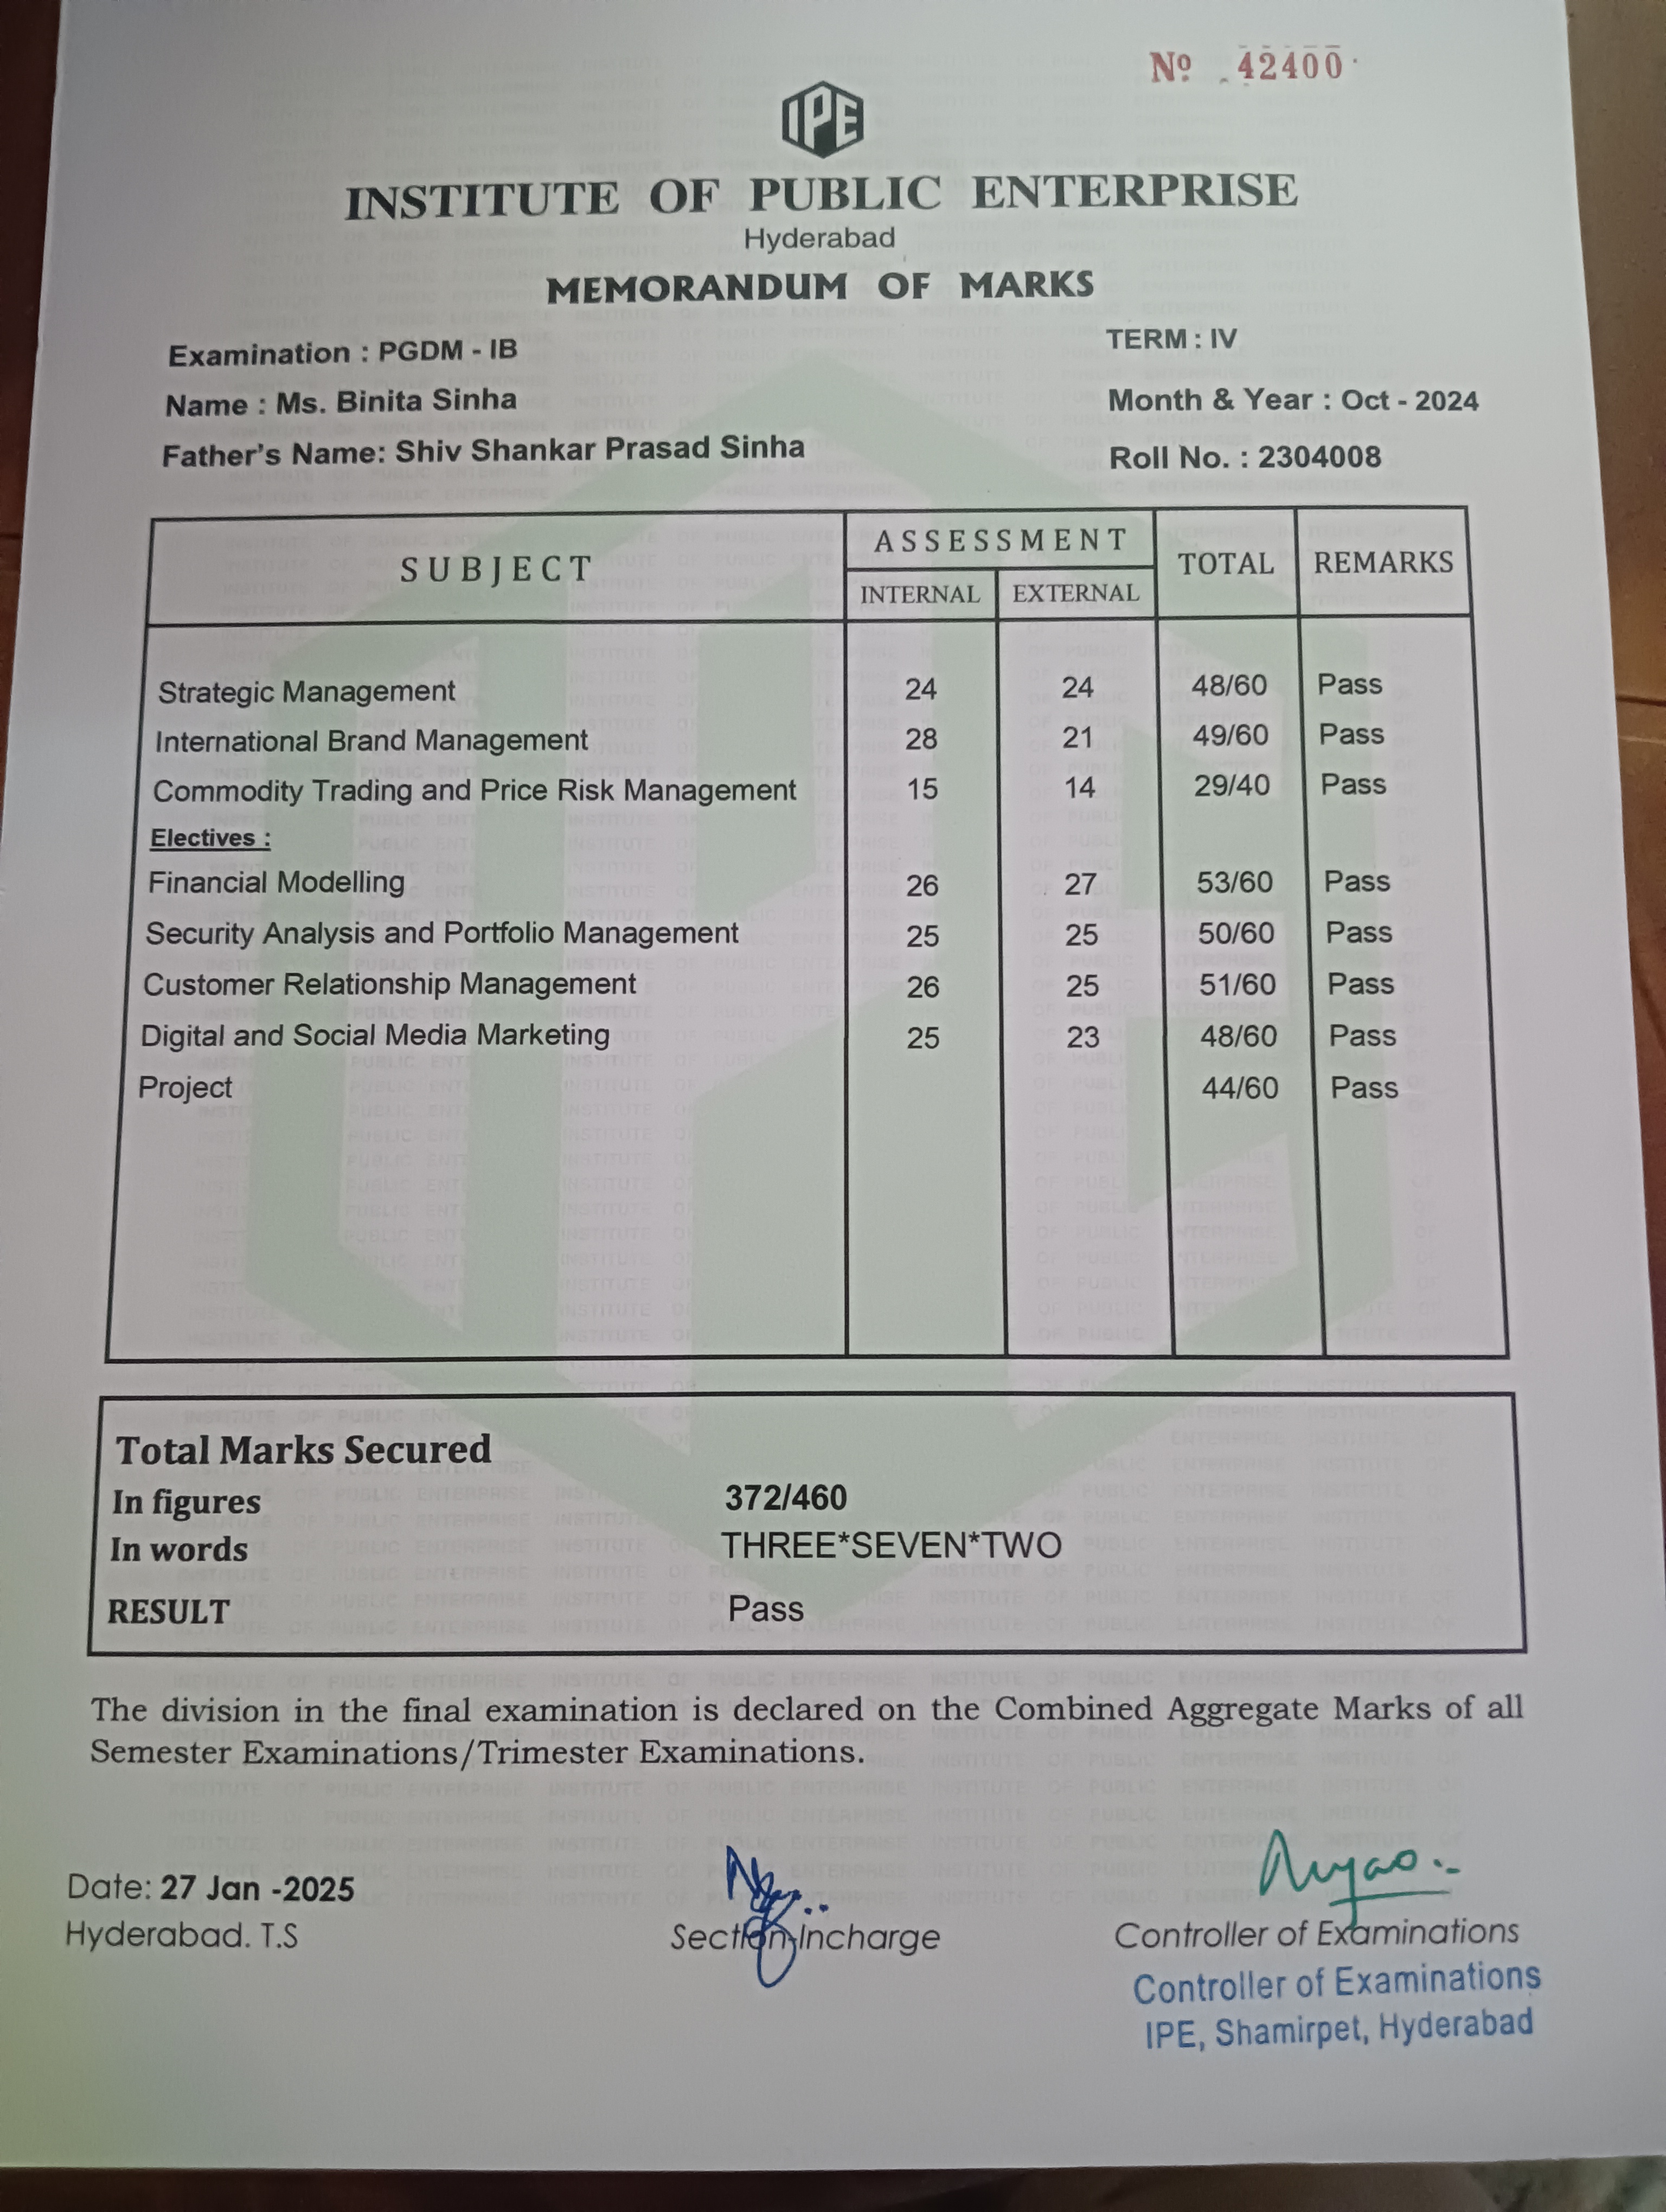 Nº 42400
IPE
INSTITUTE OF PUBLIC ENTERPRISE
Hyderabad
MEMORANDUM OF MARKS
Examination : PGDM - IB
TERM : IV
Name : Ms. Binita Sinha
Month & Year : Oct - 2024
Father's Name: Shiv Shankar Prasad Sinha
Roll No. : 2304008
SUBJECT ASSESSMENT TOTAL REMARKS
INTERNAL EXTERNAL
Strategic Management 24 24 48/60 Pass
International Brand Management 28 21 49/60 Pass
Commodity Trading and Price Risk Management 15 14 29/40 Pass
Electives :
Financial Modelling 26 27 53/60 Pass
Security Analysis and Portfolio Management 25 25 50/60 Pass
Customer Relationship Management 26 25 51/60 Pass
Digital and Social Media Marketing 25 23 48/60 Pass
Project 44/60 Pass
Total Marks Secured
In figures 372/460
In words THREE*SEVEN*TWO
RESULT Pass
The division in the final examination is declared on the Combined Aggregate Marks of all
Semester Examinations/Trimester Examinations.
Date: 27 Jan -2025
Hyderabad. T.S
Section-Incharge
Controller of Examinations
Controller of Examinations
IPE, Shamirpet, Hyderabad